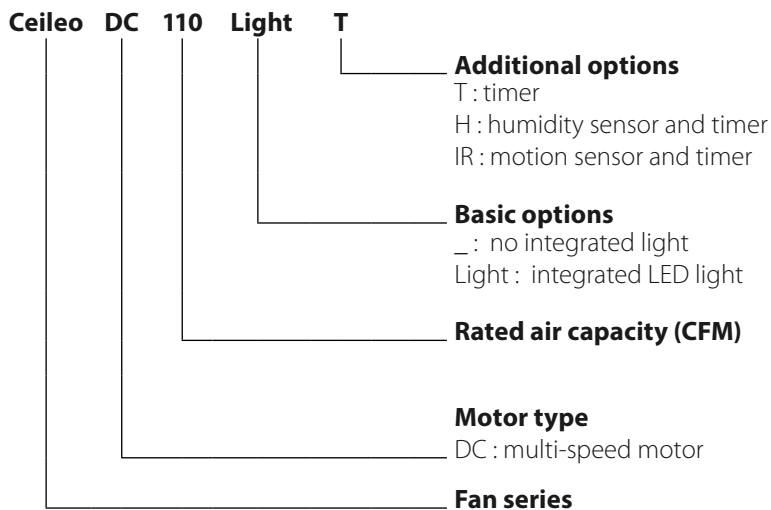 Ceileo DC 110 Light T
Additional options
T : timer
H : humidity sensor and timer
IR : motion sensor and timer
Basic options
_ : no integrated light
Light : integrated LED light
Rated air capacity (CFM)
Motor type
DC : multi-speed motor
Fan series